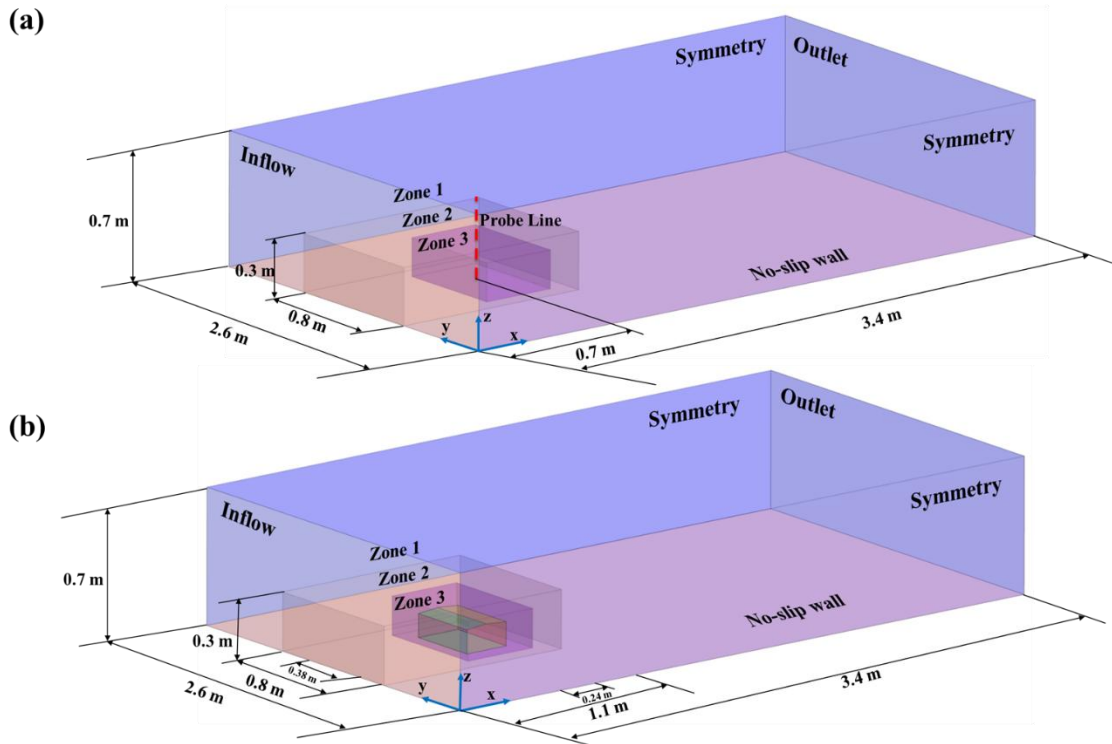 (a)
Symmetry
Outlet
Inflow
Symmetry
Zone 1
Zone 2
Probe Line
Zone 3
0.7 m
0.3 m
No-slip wall
0.8 m
2.6 m
y
z
x
0.7 m
3.4 m
(b)
Symmetry
Outlet
Inflow
Symmetry
Zone 1
Zone 2
Zone 3
0.7 m
0.3 m
No-slip wall
0.38 m
0.8 m
2.6 m
y
z
x
0.24 m
1.1 m
3.4 m